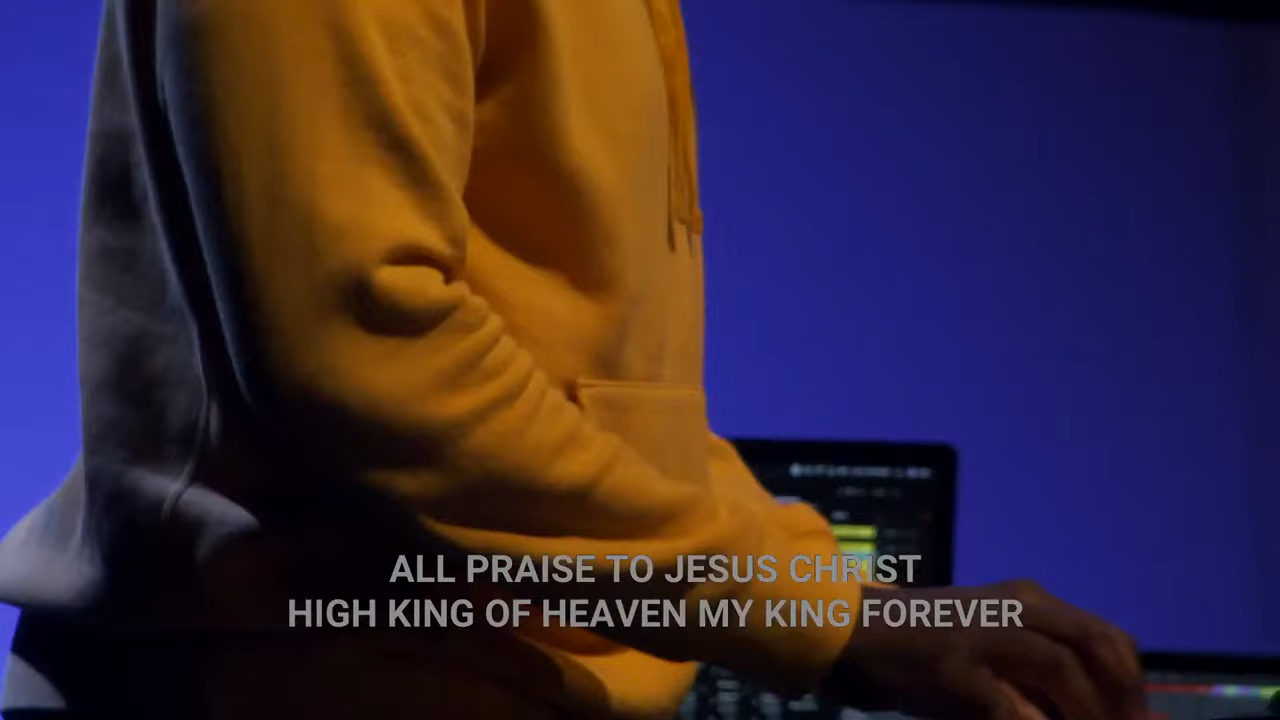 ALL PRAISE TO JESUS CHRIST
HIGH KING OF HEAVEN MY KING FOREVER